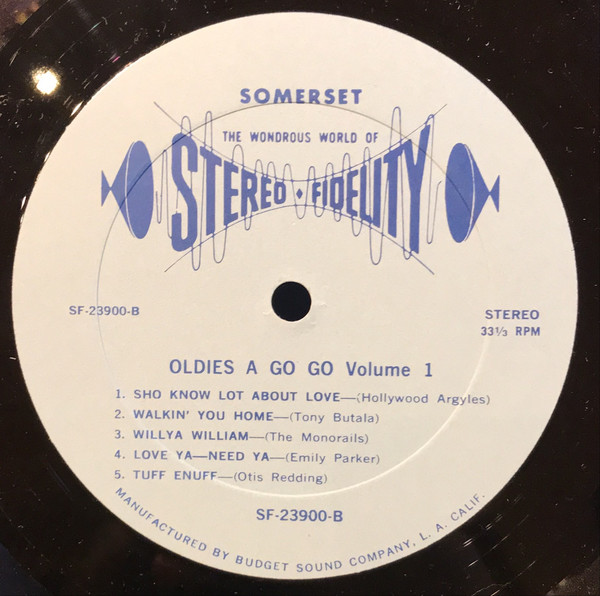 SOMERSET
THE WONDROUS WORLD OF
STEREO ♦ FIDELITY
SF-23900-B
STEREO
33⅓ RPM
OLDIES A GO GO Volume 1
1. SHO KNOW LOT ABOUT LOVE—(Hollywood Argyles)
2. WALKIN' YOU HOME—(Tony Butala)
3. WILLYA WILLIAM—(The Monorails)
4. LOVE YA—NEED YA—(Emily Parker)
5. TUFF ENUFF—(Otis Redding)
SF-23900-B
MANUFACTURED BY BUDGET SOUND COMPANY, L. A. CALIF.